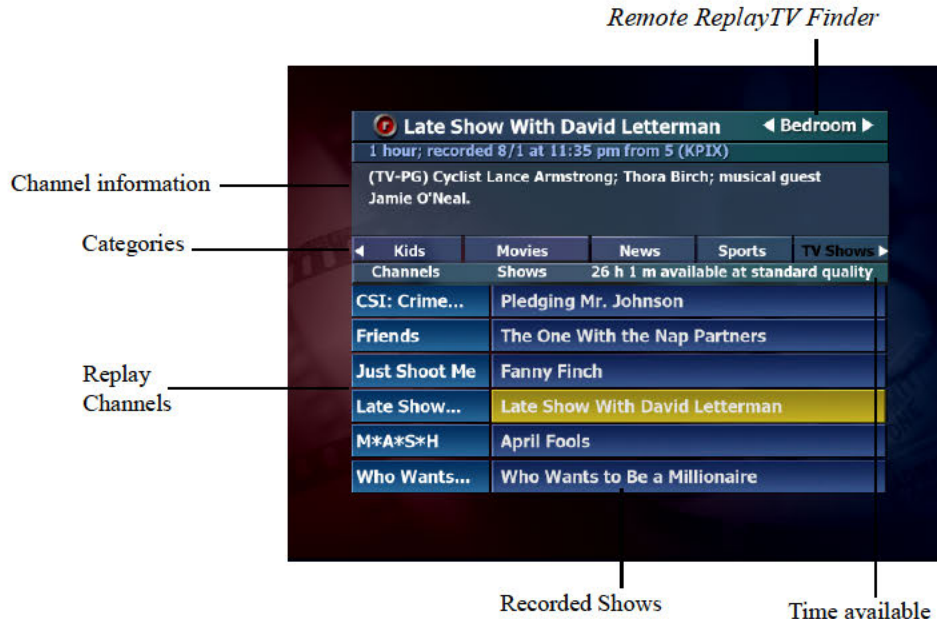 Remote ReplayTV Finder
Late Show With David Letterman ◀ Bedroom ▶
1 hour; recorded 8/1 at 11:35 pm from 5 (KPIX)
Channel information
(TV-PG) Cyclist Lance Armstrong; Thora Birch; musical guest
Jamie O'Neal.
Categories
◀ Kids Movies News Sports TV Shows ▶
Channels Shows 26 h 1 m available at standard quality
CSI: Crime... Pledging Mr. Johnson
Friends The One With the Nap Partners
Just Shoot Me Fanny Finch
Replay
Channels
Late Show... Late Show With David Letterman
M*A*S*H April Fools
Who Wants... Who Wants to Be a Millionaire
Recorded Shows
Time available